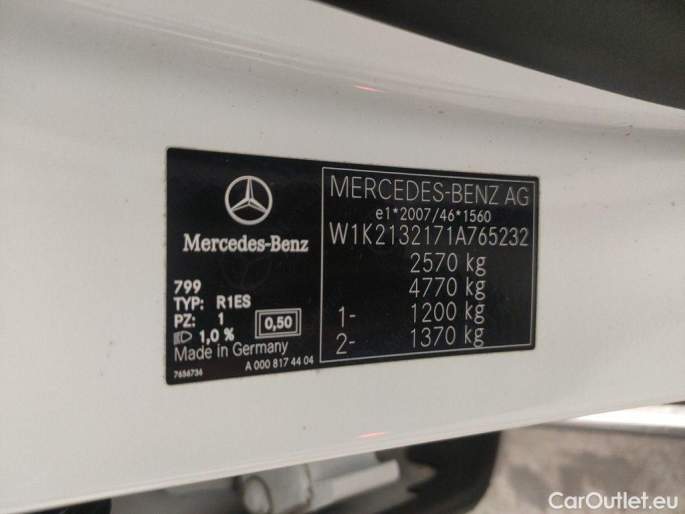 Mercedes-Benz
799
TYP: R1ES
PZ: 1
1,0 %
0,50
Made in Germany
7656736
A 000 817 44 04
MERCEDES-BENZ AG
e1*2007/46*1560
W1K2132171A765232
2570 kg
4770 kg
1- 1200 kg
2- 1370 kg
CarOutlet.eu